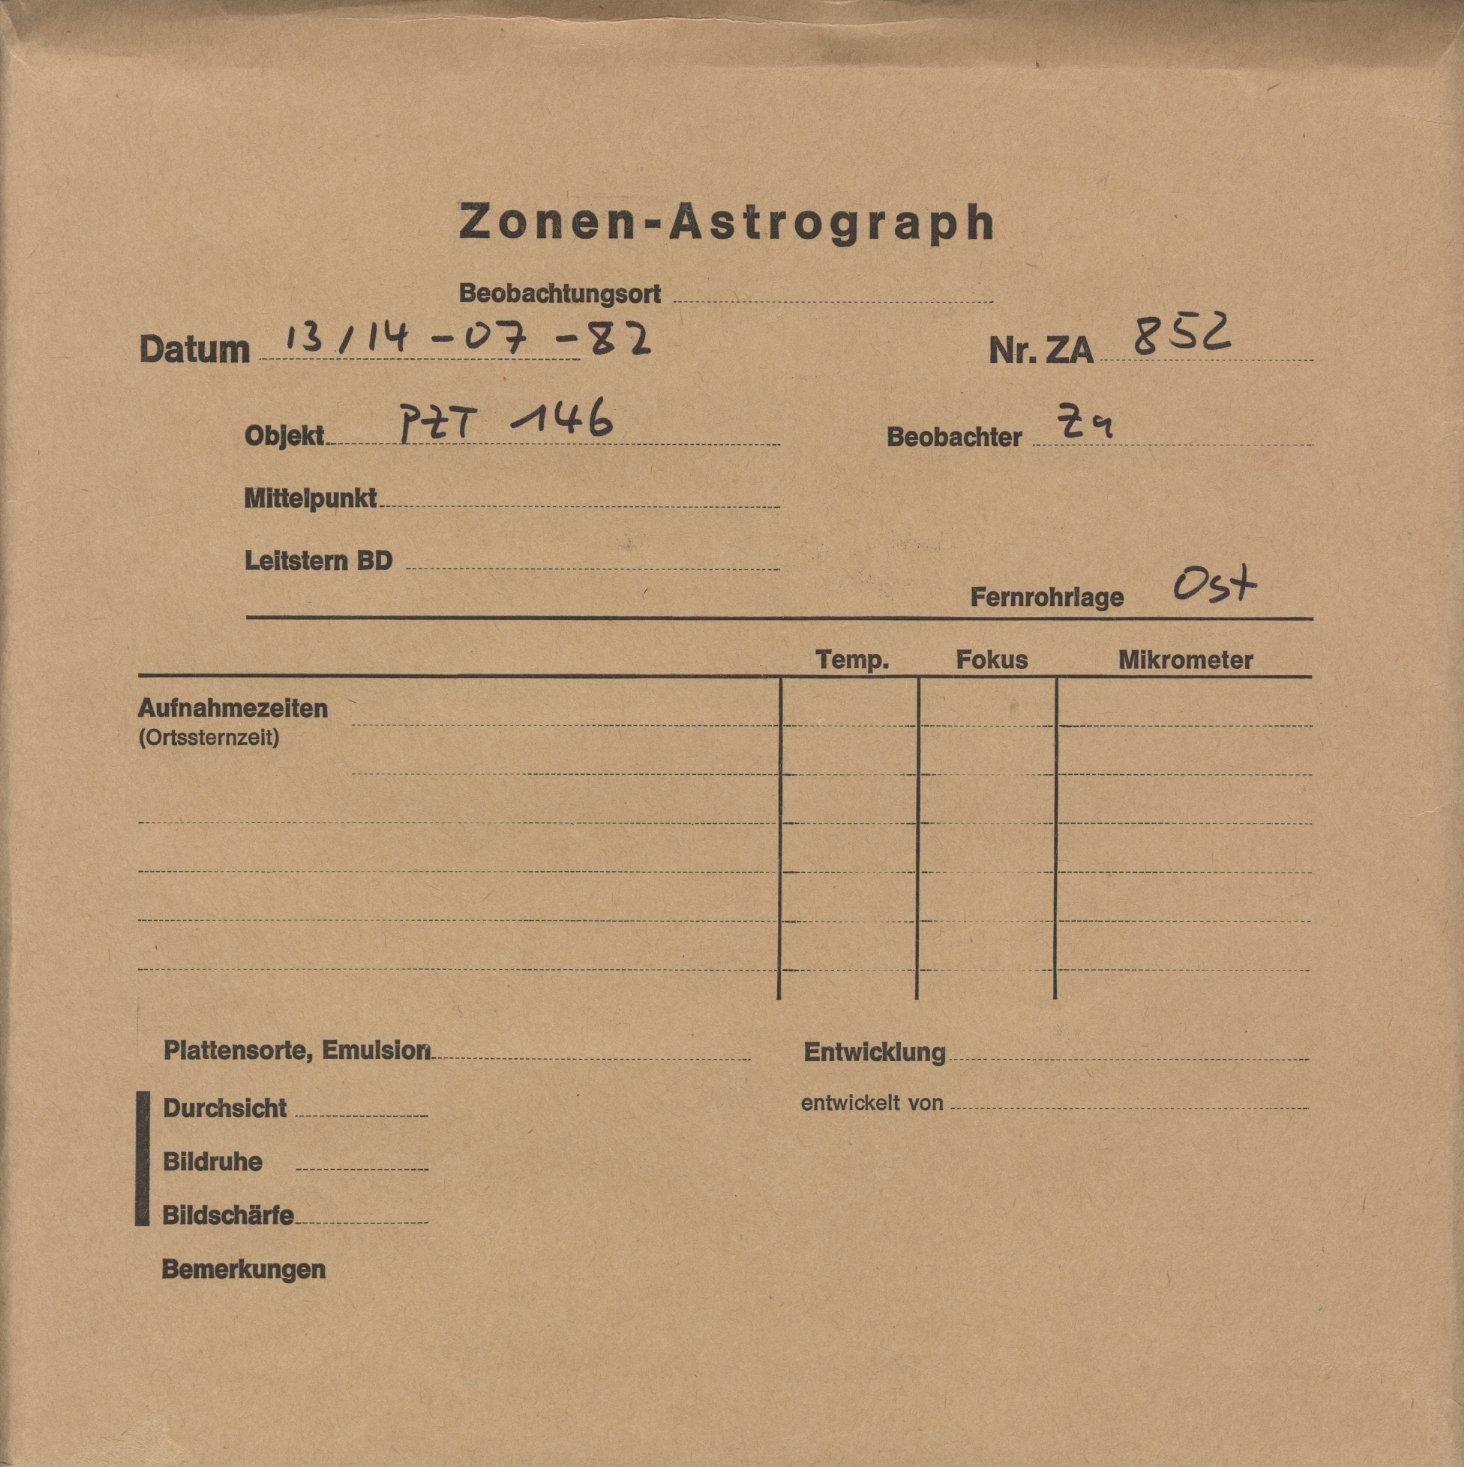 Zonen-Astrograph
Beobachtungsort
Datum 13/14-07-82 Nr. ZA 852
Objekt PZT 146 Beobachter Za
Mittelpunkt
Leitstern BD
Fernrohrlage Ost
Temp. Fokus Mikrometer
Aufnahmezeiten
(Ortssternzeit)
Plattensorte, Emulsion Entwicklung
Durchsicht entwickelt von
Bildruhe
Bildschärfe
Bemerkungen